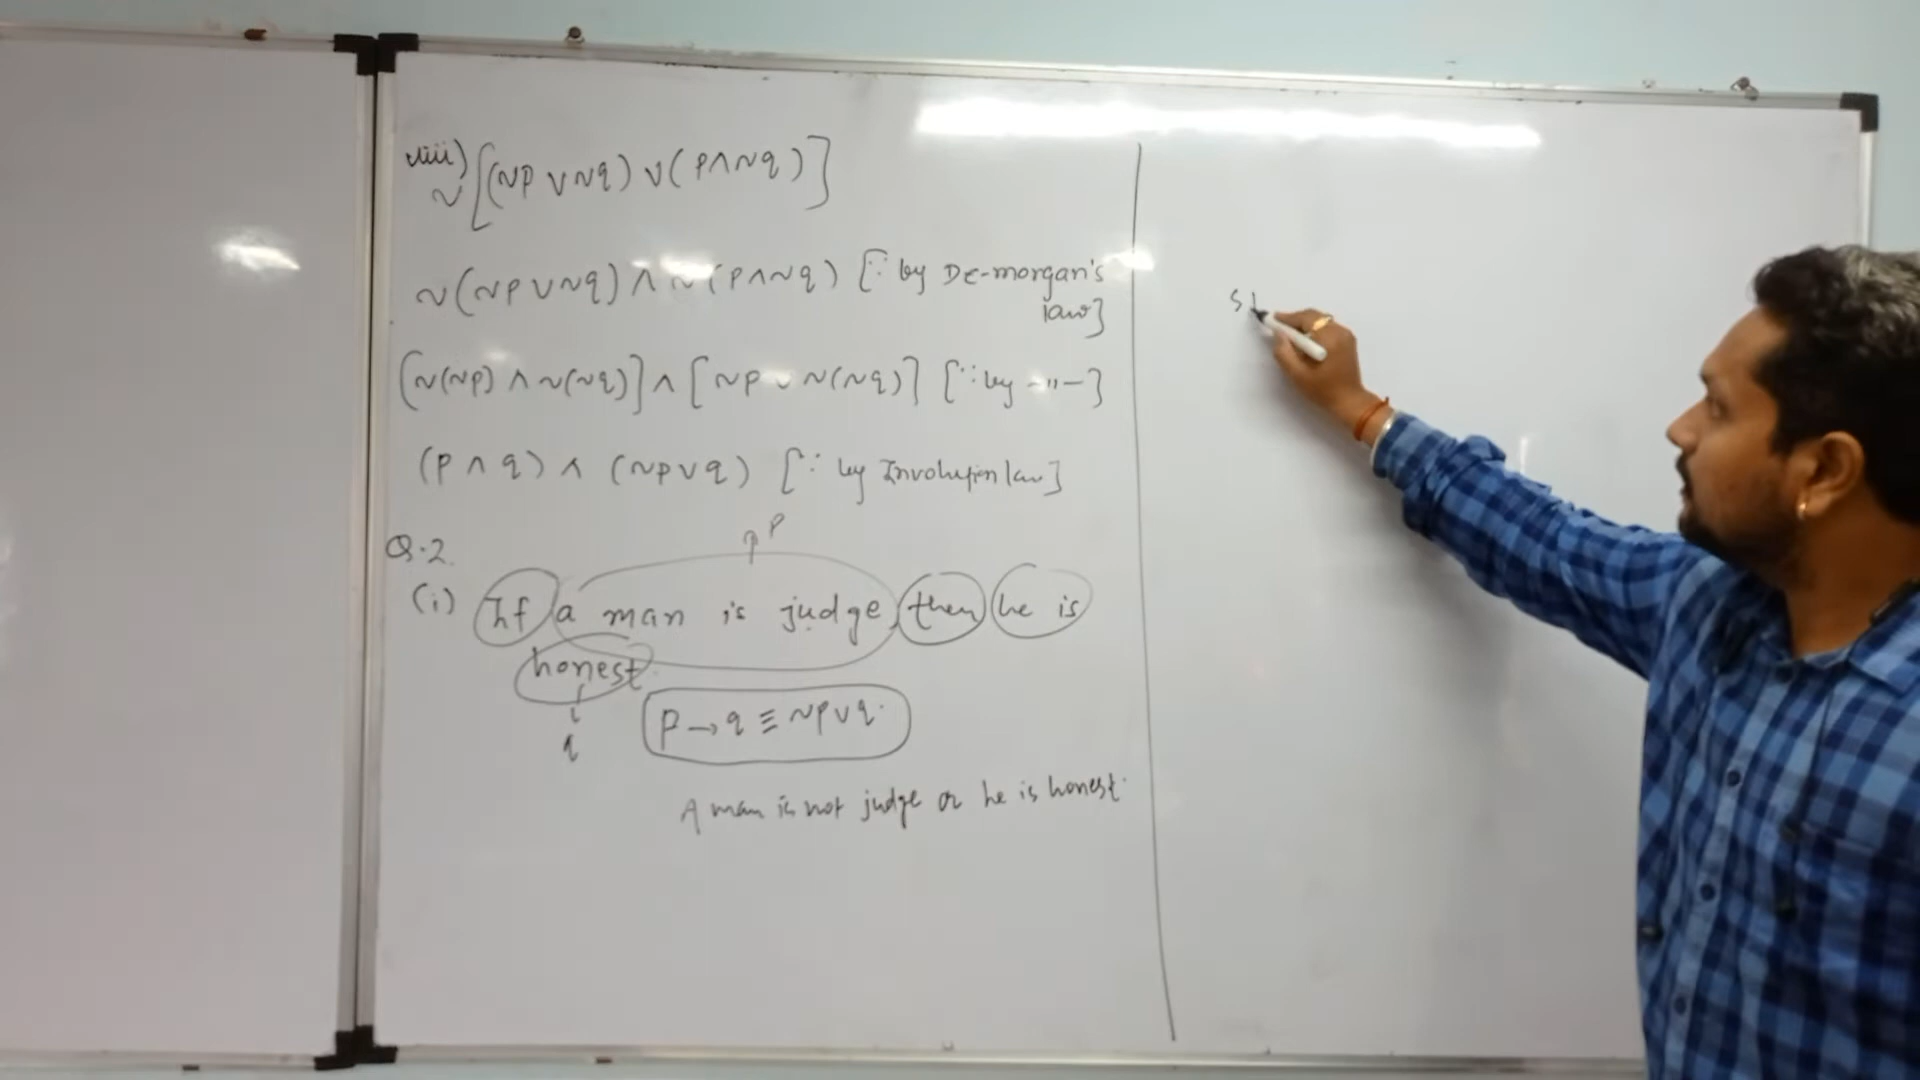 viii)
~[(~p ∨ ~q) ∨ (p ∧ ~q)]
~(~p ∨ ~q) ∧ ~(p ∧ ~q) [∵ by De-morgan's
law]
[~(~p) ∧ ~(~q)] ∧ [~p ∨ ~(~q)] [∵ by -"-]
(p ∧ q) ∧ (~p ∨ q) [∵ by Involution law]
p
Q.2.
(i) If a man is judge, then he is
honest.
q
p → q ≡ ~p ∨ q.
A man is not judge or he is honest.